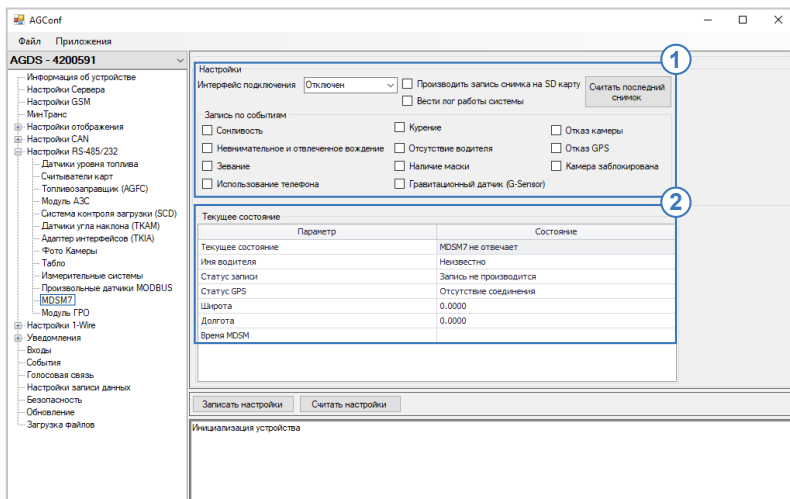 AGConf
Файл Приложения
AGDS - 4200591
Информация об устройстве
Настройки Сервера
Настройки GSM
МинТранс
Настройки отображения
Настройки CAN
Настройки RS-485/232
Датчики уровня топлива
Считыватели карт
Топливозаправщик (AGFC)
Модуль АЗС
Система контроля загрузки (SCD)
Датчики угла наклона (TKAM)
Адаптер интерфейсов (TKIA)
Фото Камеры
Табло
Измерительные системы
Произвольные датчики MODBUS
MDSM7
Модуль ГРО
Настройки 1-Wire
Уведомления
Входы
События
Голосовая связь
Настройки записи данных
Безопасность
Обновление
Загрузка файлов
1
Настройки
Интерфейс подключения Отключен Производить запись снимка на SD карту Считать последний снимок
Вести лог работы системы
Запись по событиям
Сонливость Курение Отказ камеры
Невнимательное и отвлеченное вождение Отсутствие водителя Отказ GPS
Зевание Наличие маски Камера заблокирована
Использование телефона Гравитационный датчик (G-Sensor)
2
Текущее состояние
Параметр Состояние
Текущее состояние MDSM7 не отвечает
Имя водителя Неизвестно
Статус записи Запись не производится
Статус GPS Отсутствие соединения
Широта 0.0000
Долгота 0.0000
Время MDSM
Записать настройки Считать настройки
Инициализация устройства